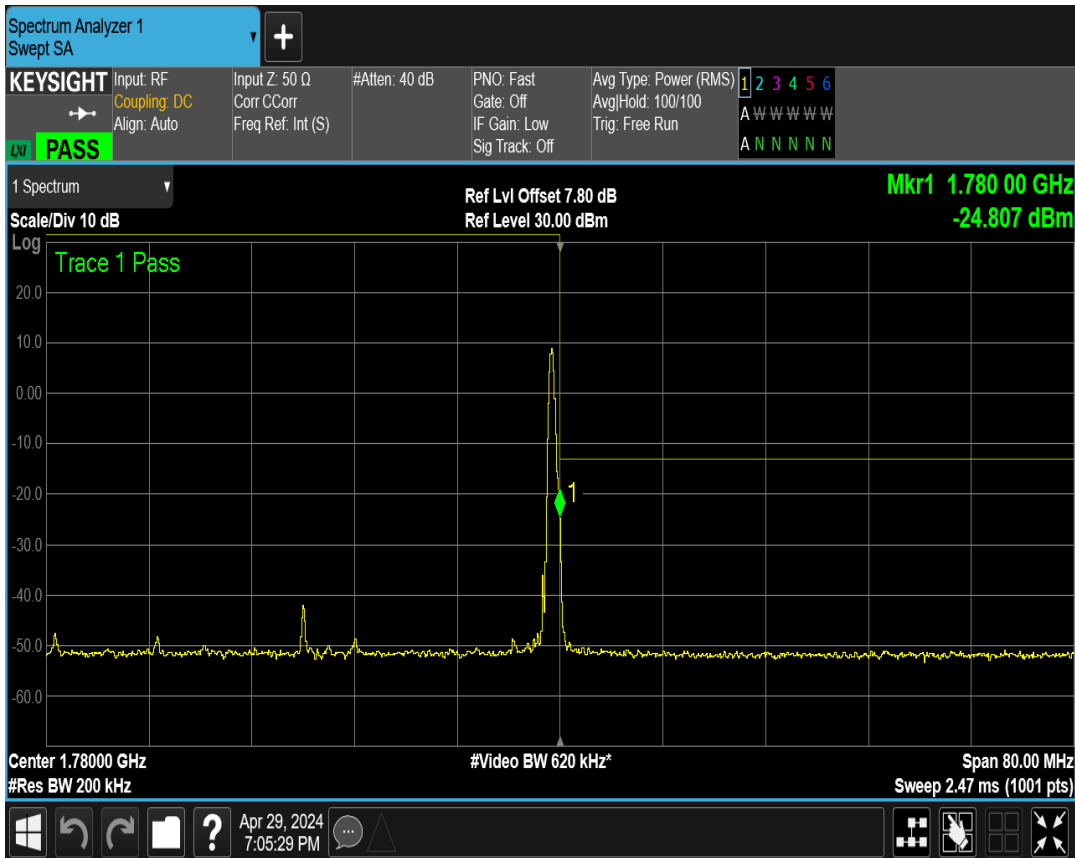 Spectrum Analyzer 1
Swept SA
+
KEYSIGHT
LXI PASS
Input: RF
Coupling: DC
Align: Auto
Input Z: 50 Ω
Corr CCorr
Freq Ref: Int (S)
#Atten: 40 dB
PNO: Fast
Gate: Off
IF Gain: Low
Sig Track: Off
Avg Type: Power (RMS)
Avg|Hold: 100/100
Trig: Free Run
1 2 3 4 5 6
A W W W W W
A N N N N N
1 Spectrum
Scale/Div 10 dB
Ref Lvl Offset 7.80 dB
Ref Level 30.00 dBm
Mkr1 1.780 00 GHz
-24.807 dBm
Log
Trace 1 Pass
20.0
10.0
0.00
-10.0
-20.0
-30.0
-40.0
-50.0
-60.0
1
Center 1.78000 GHz
#Res BW 200 kHz
#Video BW 620 kHz*
Span 80.00 MHz
Sweep 2.47 ms (1001 pts)
?
Apr 29, 2024
7:05:29 PM